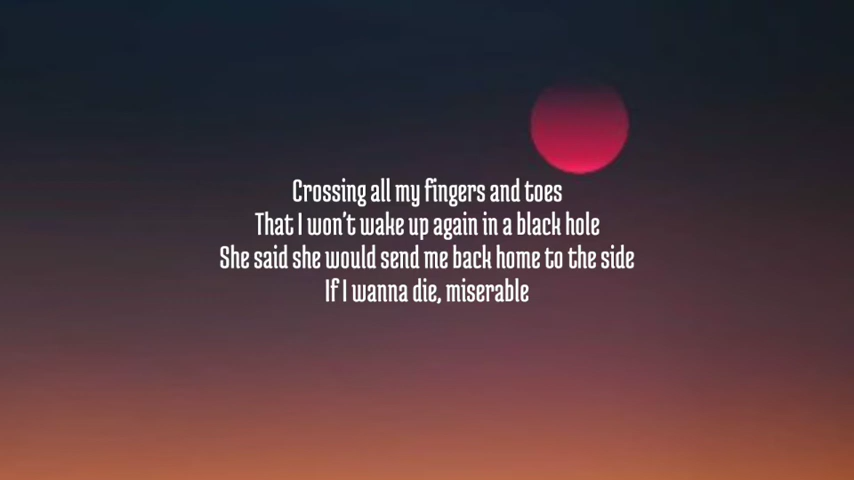 Crossing all my fingers and toes
That I won't wake up again in a black hole
She said she would send me back home to the side
If I wanna die, miserable